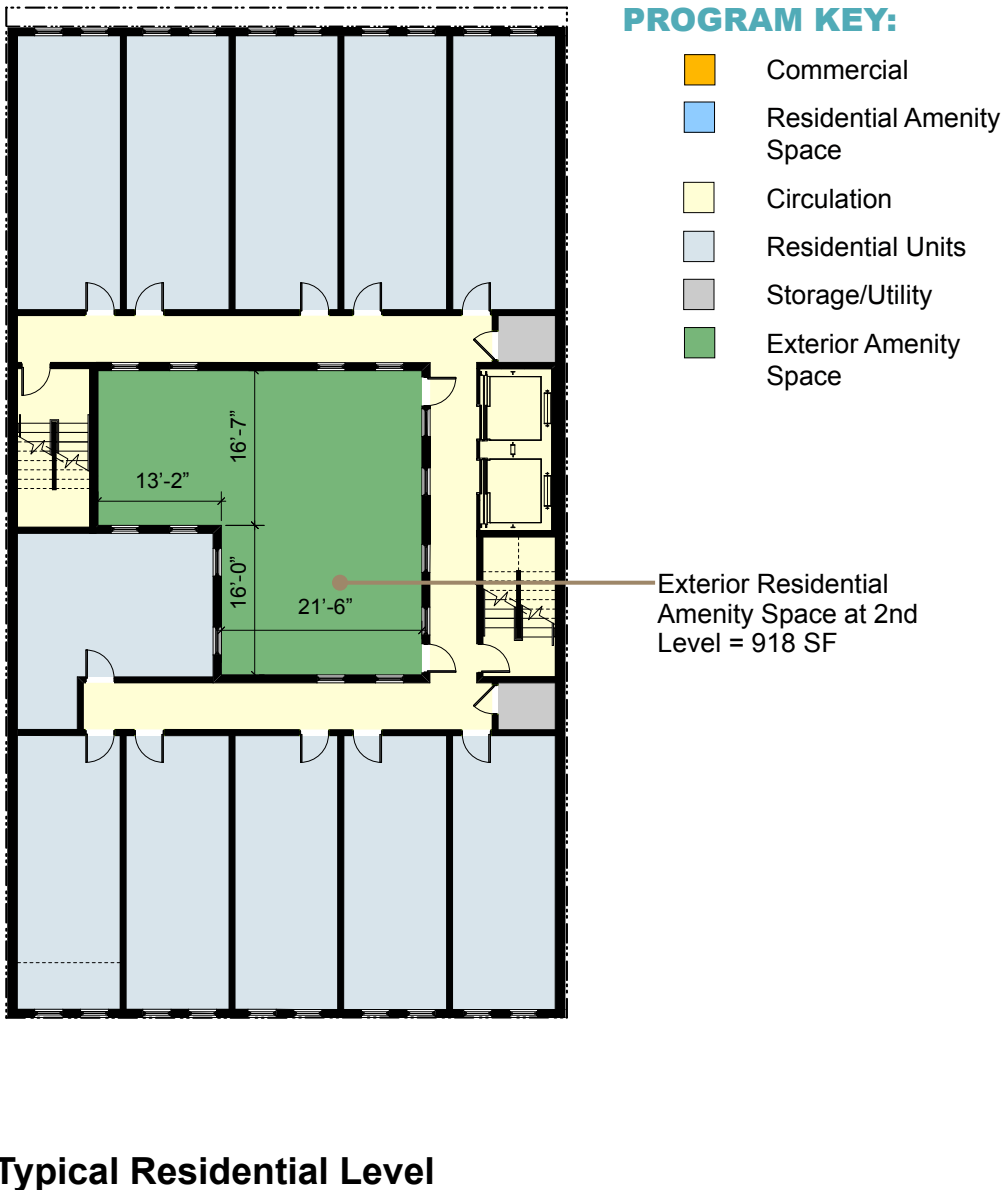 PROGRAM KEY:
Commercial
Residential Amenity
Space
Circulation
Residential Units
Storage/Utility
Exterior Amenity
Space
16’-7”
13’-2”
16’-0”
21’-6”
Exterior Residential
Amenity Space at 2nd
Level = 918 SF
Typical Residential Level